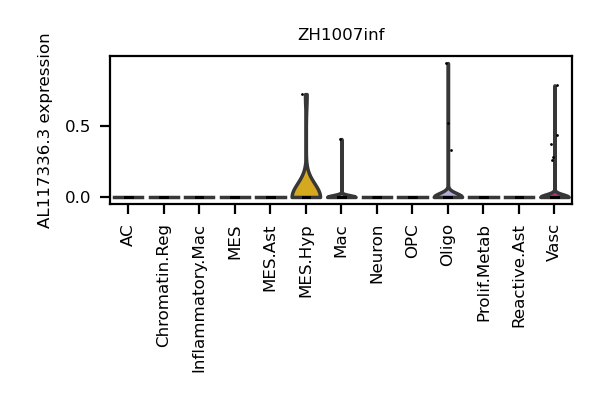 ZH1007inf
AL117336.3 expression
0.5
0.0
AC
Chromatin.Reg
Inflammatory.Mac
MES
MES.Ast
MES.Hyp
Mac
Neuron
OPC
Oligo
Prolif.Metab
Reactive.Ast
Vasc